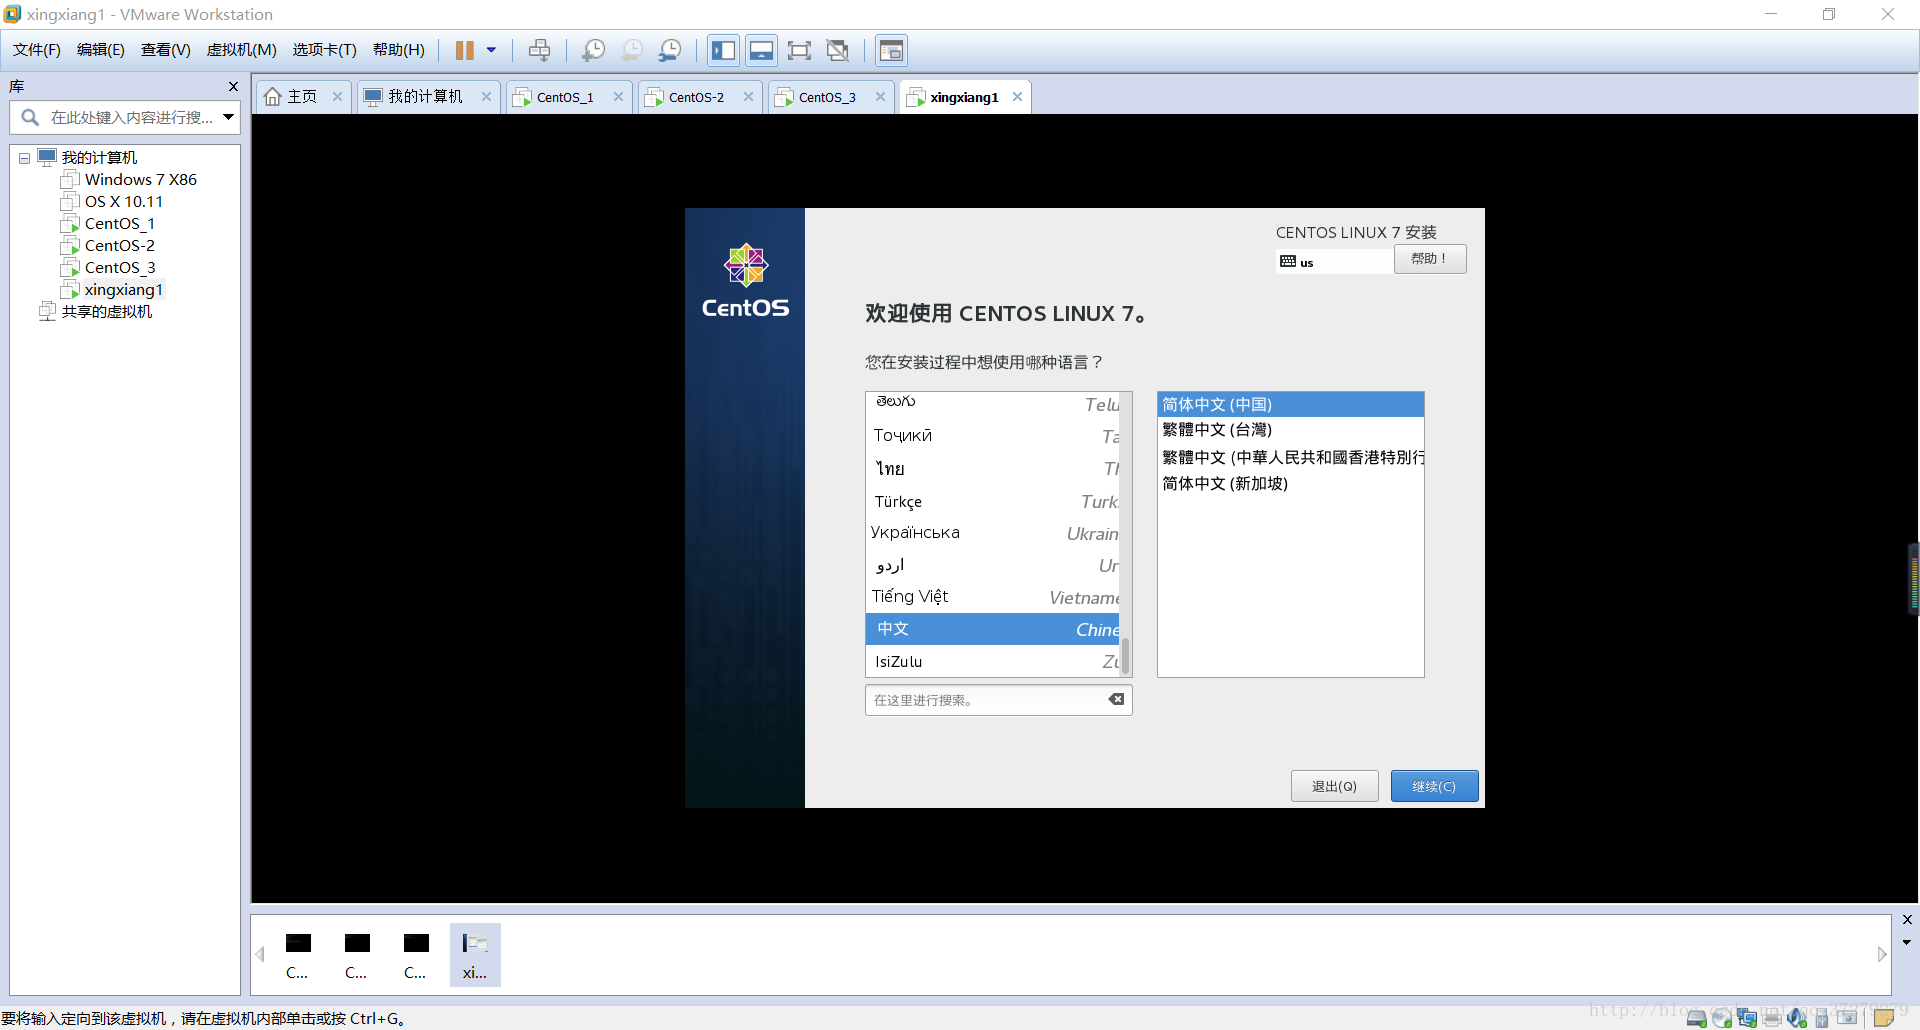 xingxiang1 - VMware Workstation
文件(F) 编辑(E) 查看(V) 虚拟机(M) 选项卡(T) 帮助(H)
库
在此处键入内容进行搜...
我的计算机
Windows 7 X86
OS X 10.11
CentOS_1
CentOS-2
CentOS_3
xingxiang1
共享的虚拟机
主页 我的计算机 CentOS_1 CentOS-2 CentOS_3 xingxiang1
CentOS
CENTOS LINUX 7 安装
us
帮助！
欢迎使用 CENTOS LINUX 7。
您在安装过程中想使用哪种语言？
తెలుగు Telu
Тоҷикӣ Ta
ไทย Th
Türkçe Turk
Українська Ukrain
اردو Ur
Tiếng Việt Vietname
中文 Chine
IsiZulu Zu
在这里进行搜索。
简体中文 (中国)
繁體中文 (台灣)
繁體中文 (中華人民共和國香港特別行
简体中文 (新加坡)
退出(Q) 继续(C)
C... C... C... xi...
要将输入定向到该虚拟机，请在虚拟机内部单击或按 Ctrl+G。